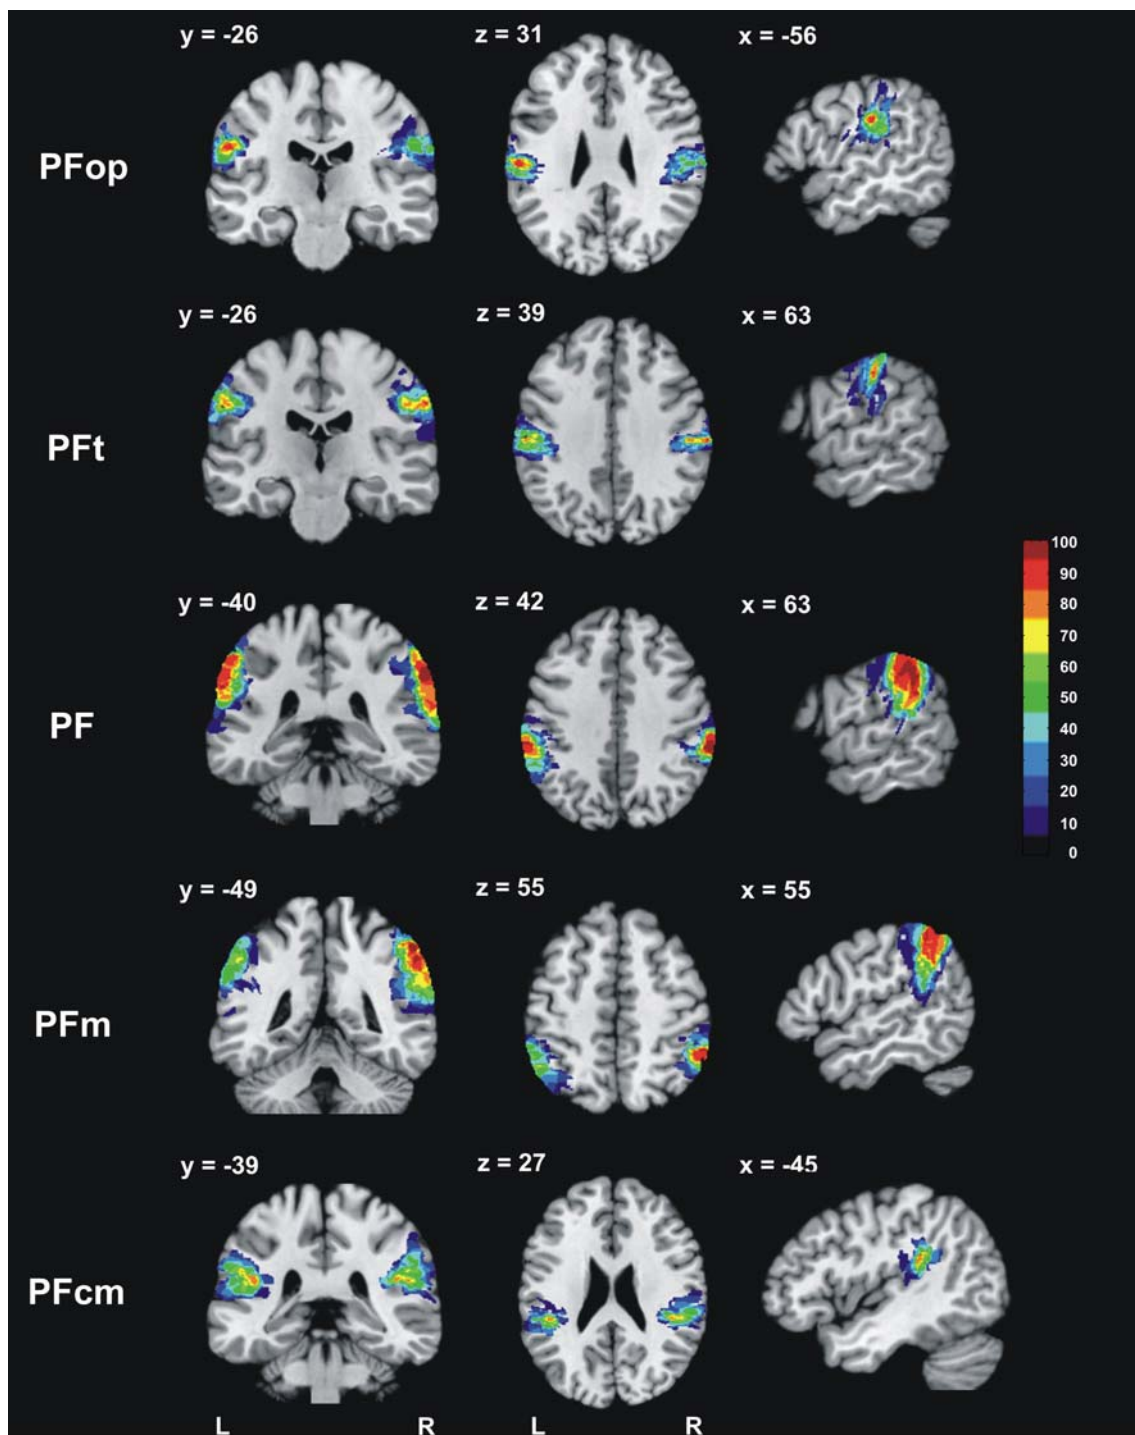 y = -26 z = 31 x = -56
PFop
y = -26 z = 39 x = 63
PFt
y = -40 z = 42 x = 63
PF
y = -49 z = 55 x = 55
PFm
y = -39 z = 27 x = -45
PFcm
L R L R
100
90
80
70
60
50
40
30
20
10
0